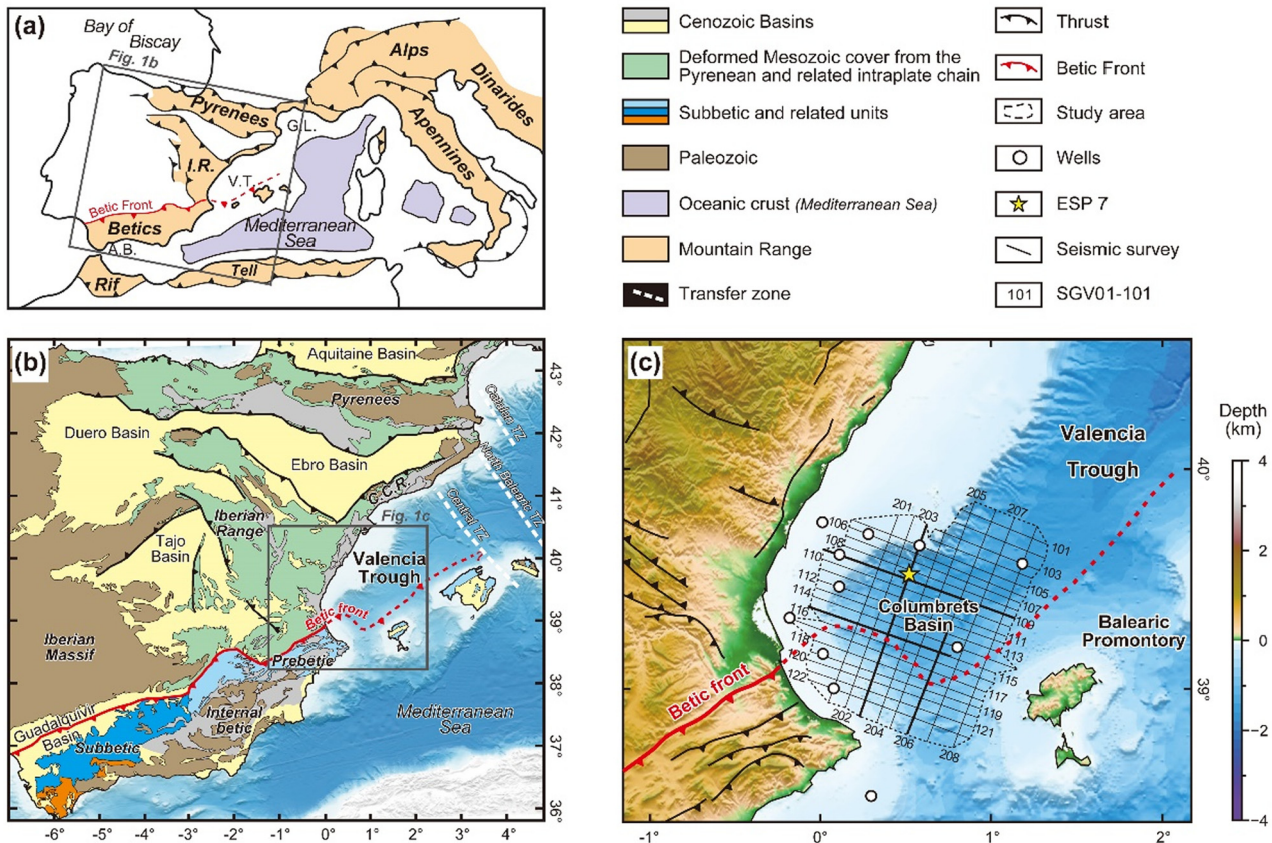 (a)
Bay of
Biscay
Fig. 1b
Alps
Dinarides
Pyrenees
G.L.
Apennines
I.R.
V.T.
Betic Front
Betics
Mediterranean
Sea
A.B.
Tell
Rif
Cenozoic Basins
Deformed Mesozoic cover from the
Pyrenean and related intraplate chain
Subbetic and related units
Paleozoic
Oceanic crust (Mediterranean Sea)
Mountain Range
Transfer zone
Thrust
Betic Front
Study area
Wells
ESP 7
Seismic survey
101 SGV01-101
(b)
Aquitaine Basin
Pyrenees
Catalan TZ
Duero Basin
Ebro Basin
North Balearic TZ
C.C.R.
Central TZ
Iberian
Range
Fig. 1c
Tajo
Basin
Valencia
Trough
Betic front
Iberian
Massif
Prebetic
Guadalquivir
Basin
Internal
betic
Subbetic
Mediterranean
Sea
43°
42°
41°
40°
39°
38°
37°
36°
-6°
-5°
-4°
-3°
-2°
-1°
0°
1°
2°
3°
4°
(c)
Valencia
Trough
201
203
205
207
106
108
110
112
114
116
118
120
122
101
103
105
107
109
111
113
115
117
119
121
202
204
206
208
Columbrets
Basin
Balearic
Promontory
Betic front
40°
39°
-1°
0°
1°
2°
Depth
(km)
4
2
0
-2
-4